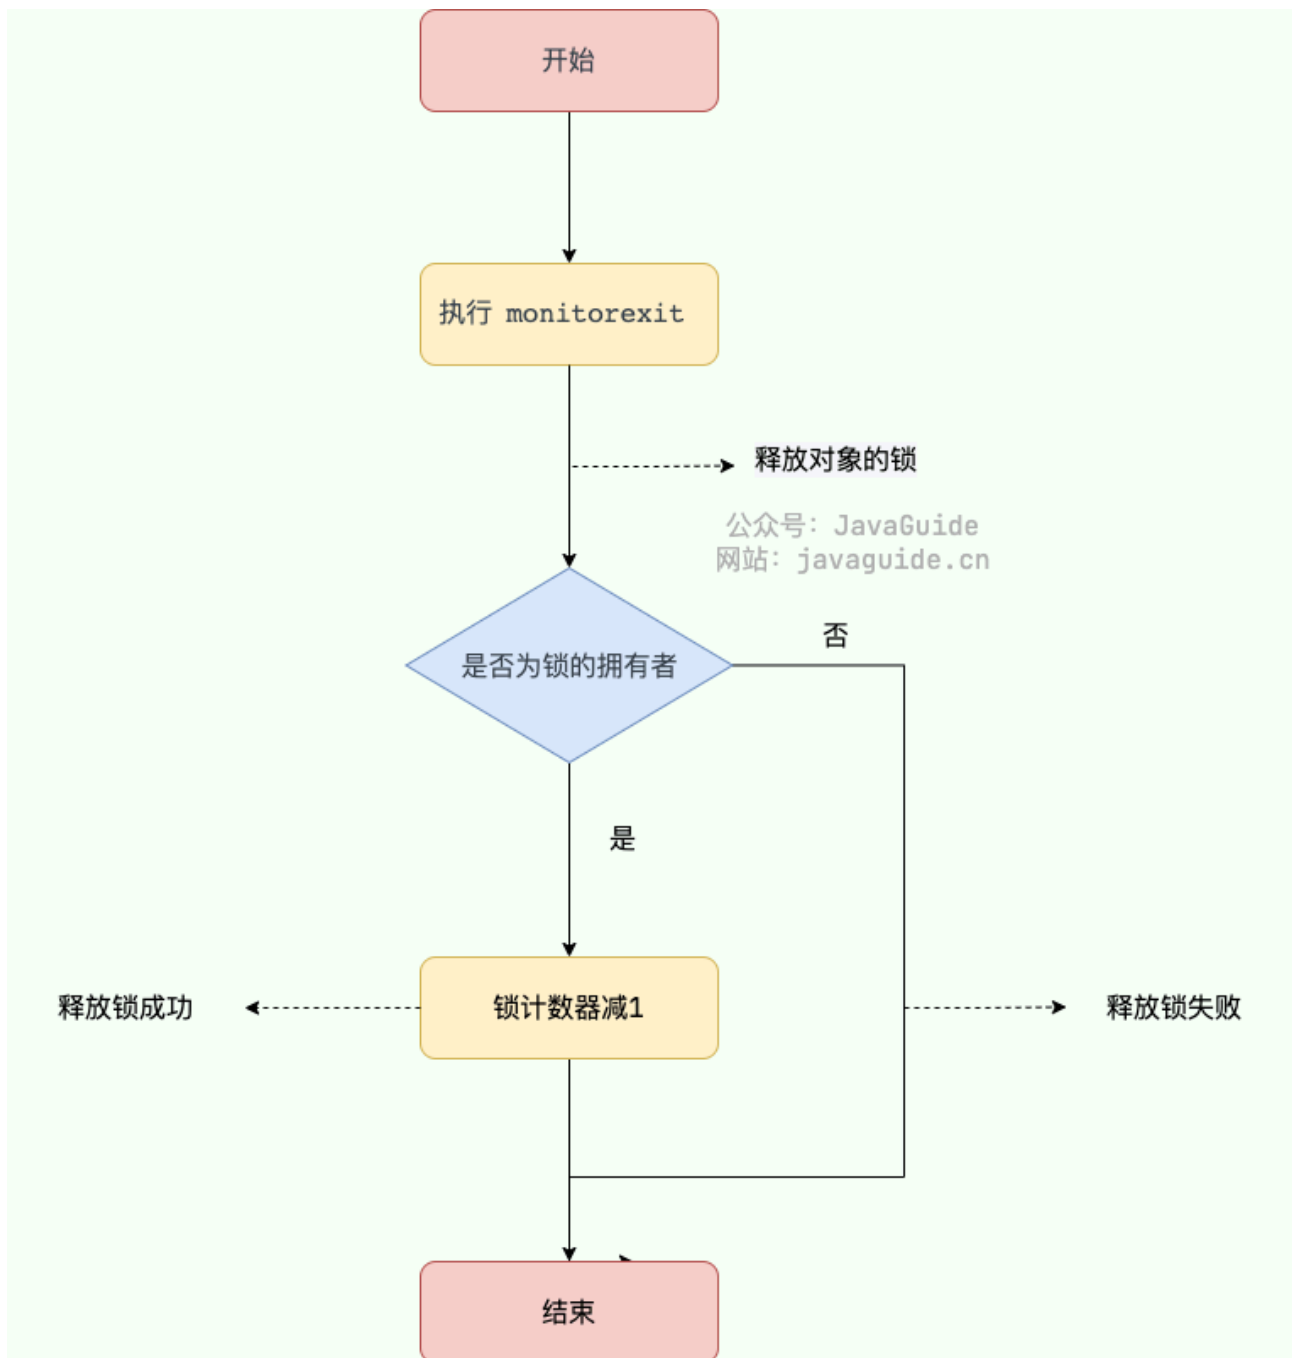 开始
执行 monitorexit
释放对象的锁
公众号：JavaGuide
网站：javaguide.cn
否
是否为锁的拥有者
是
释放锁成功
锁计数器减1
释放锁失败
结束